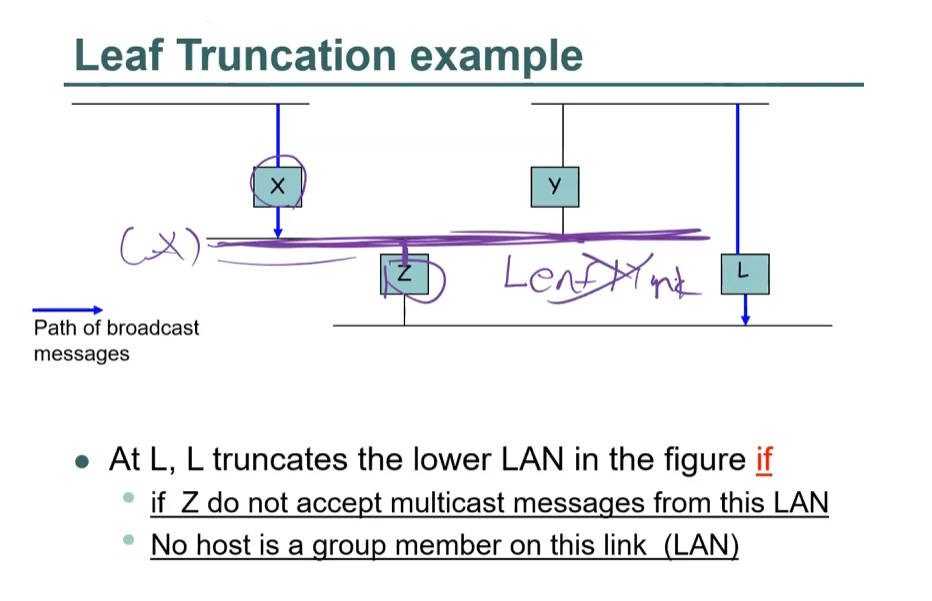 Leaf Truncation example
X
Y
(X)
Z
L
Path of broadcast
messages
At L, L truncates the lower LAN in the figure if
if Z do not accept multicast messages from this LAN
No host is a group member on this link (LAN)